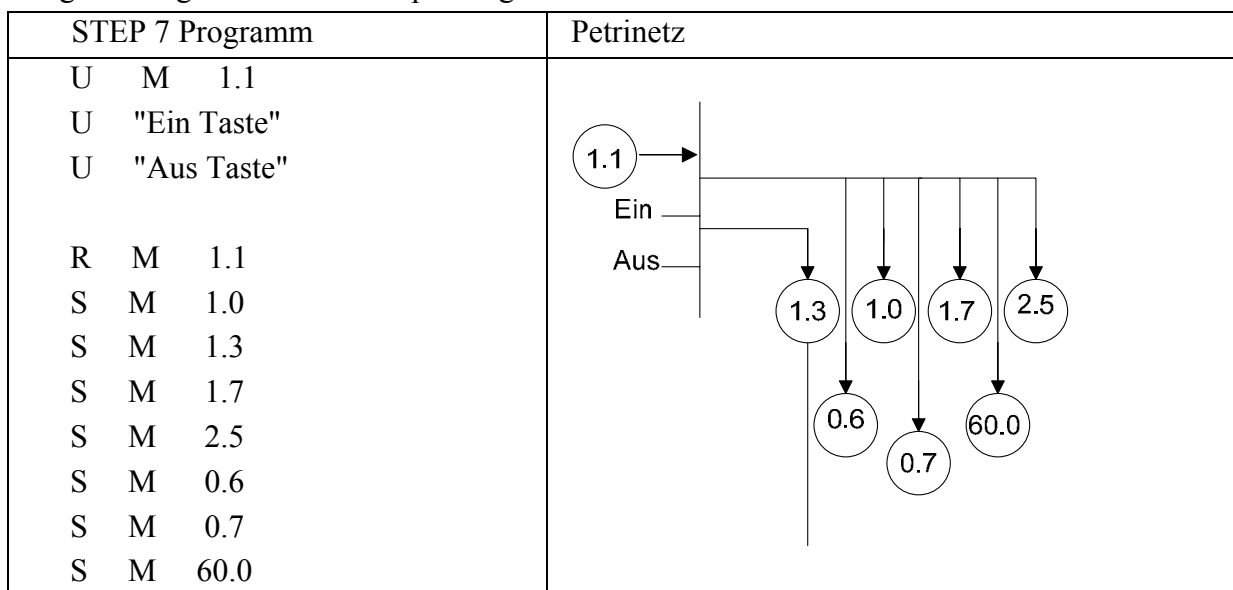 STEP 7 Programm
Petrinetz
U M 1.1
U "Ein Taste"
U "Aus Taste"
R M 1.1
S M 1.0
S M 1.3
S M 1.7
S M 2.5
S M 0.6
S M 0.7
S M 60.0
1.1
Ein
Aus
1.3 1.0 1.7 2.5
0.6 60.0
0.7